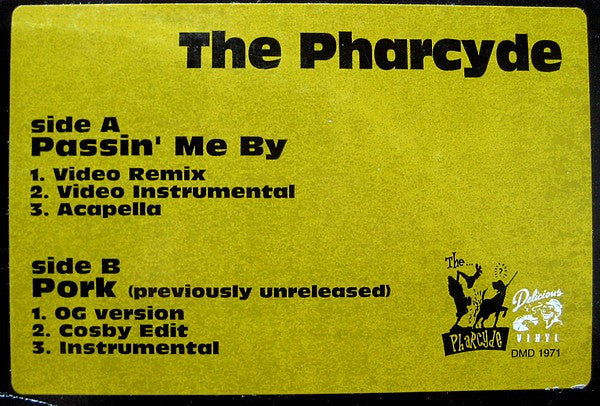 The Pharcyde
side A
Passin' Me By
1. Video Remix
2. Video Instrumental
3. Acapella
side B
Pork (previously unreleased)
1. OG version
2. Cosby Edit
3. Instrumental
The...
?
Pharcyde
Delicious
VINYL
DMD 1971